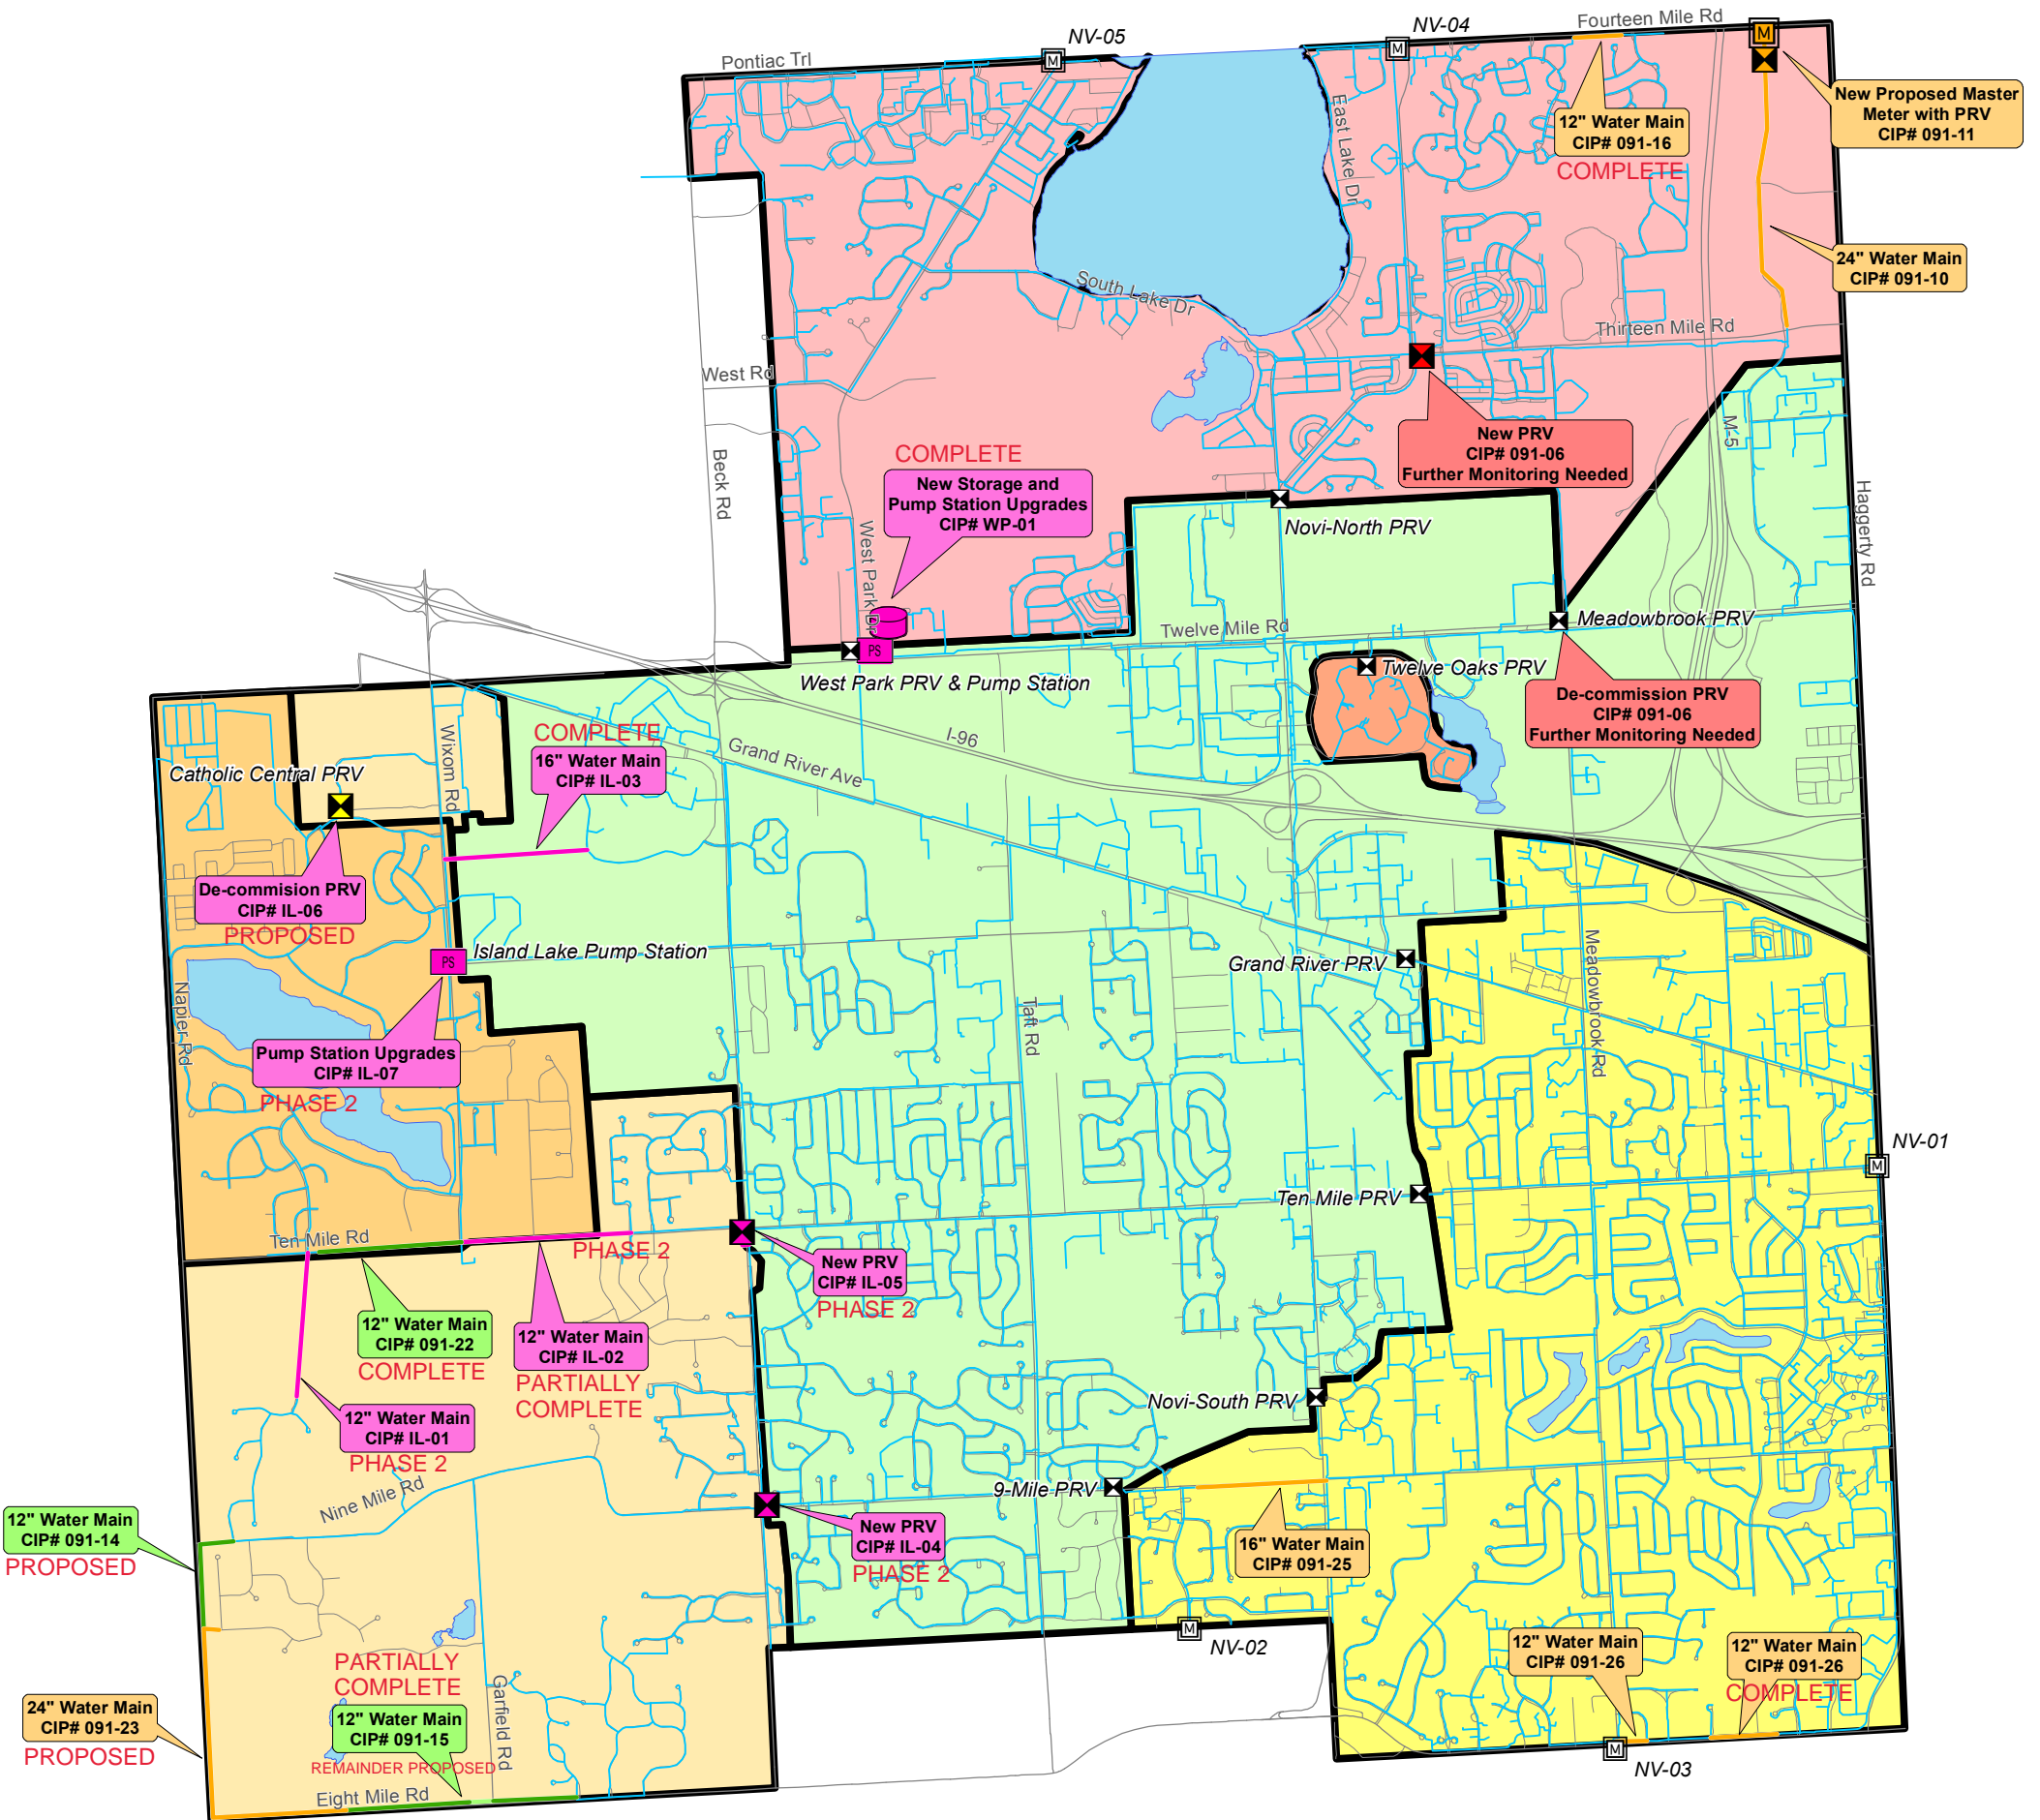 NV-04
Fourteen Mile Rd
NV-05
Pontiac Trl
M
M
M
New Proposed Master
Meter with PRV
CIP# 091-11
12" Water Main
CIP# 091-16
COMPLETE
East Lake Dr
24" Water Main
CIP# 091-10
South Lake Dr
Thirteen Mile Rd
West Rd
M-5
New PRV
CIP# 091-06
Further Monitoring Needed
COMPLETE
New Storage and
Pump Station Upgrades
CIP# WP-01
Beck Rd
Haggerty Rd
West Park Dr
Novi-North PRV
Meadowbrook PRV
Twelve Mile Rd
PS
Twelve Oaks PRV
West Park PRV & Pump Station
De-commission PRV
CIP# 091-06
Further Monitoring Needed
COMPLETE
16" Water Main
CIP# IL-03
Grand River Ave
I-96
Wixom Rd
Catholic Central PRV
De-commision PRV
CIP# IL-06
PROPOSED
PS
Island Lake Pump Station
Grand River PRV
Meadowbrook Rd
Napier Rd
Taft Rd
Pump Station Upgrades
CIP# IL-07
PHASE 2
NV-01
M
Ten Mile PRV
Ten Mile Rd
PHASE 2
New PRV
CIP# IL-05
PHASE 2
12" Water Main
CIP# 091-22
COMPLETE
12" Water Main
CIP# IL-02
PARTIALLY
COMPLETE
Novi-South PRV
12" Water Main
CIP# IL-01
PHASE 2
Nine Mile Rd
9-Mile PRV
12" Water Main
CIP# 091-14
PROPOSED
New PRV
CIP# IL-04
PHASE 2
16" Water Main
CIP# 091-25
M
NV-02
12" Water Main
CIP# 091-26
12" Water Main
CIP# 091-26
COMPLETE
PARTIALLY
COMPLETE
12" Water Main
CIP# 091-15
REMAINDER PROPOSED
Garfield Rd
24" Water Main
CIP# 091-23
PROPOSED
M
NV-03
Eight Mile Rd